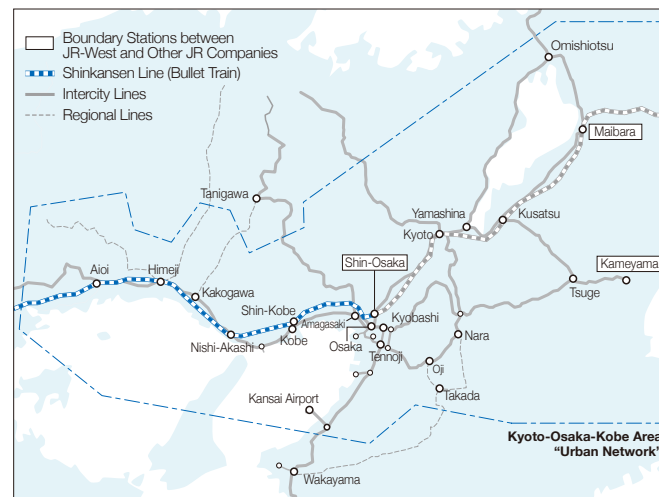 Boundary Stations between
JR-West and Other JR Companies
Shinkansen Line (Bullet Train)
Intercity Lines
Regional Lines
Omishiotsu
Maibara
Tanigawa
Yamashina
Kusatsu
Kyoto
Shin-Osaka
Kameyama
Aioi
Himeji
Tsuge
Kakogawa
Shin-Kobe
Amagasaki
Kyobashi
Kobe
Nishi-Akashi
Osaka
Nara
Tennoji
Oji
Kansai Airport
Takada
Kyoto-Osaka-Kobe Area
“Urban Network”
Wakayama